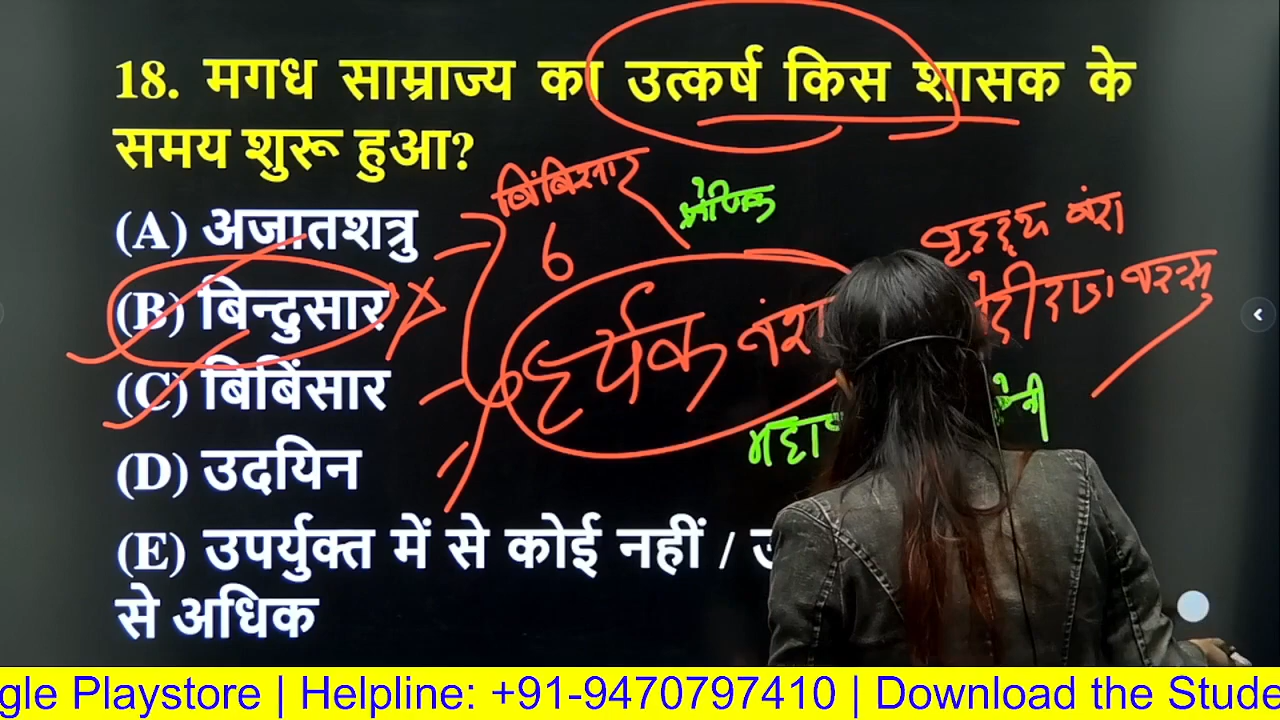 18. मगध साम्राज्य का उत्कर्ष किस शासक के
समय शुरू हुआ?
(A) अजातशत्रु
(B) बिन्दुसार
(C) बिबिंसार
(D) उदयिन
(E) उपर्युक्त में से कोई नहीं /
से अधिक
बिंबिसार
श्रेणिक
6
हर्यक वंश
बृहद्रथ वंश
gle Playstore | Helpline: +91-9470797410 | Download the Stude